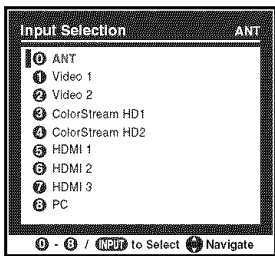 Input Selection ANT
0 ANT
1 Video 1
2 Video 2
3 ColorStream HD1
4 ColorStream HD2
5 HDMI 1
6 HDMI 2
7 HDMI 3
8 PC
0 - 8 / INPUT to Select Navigate